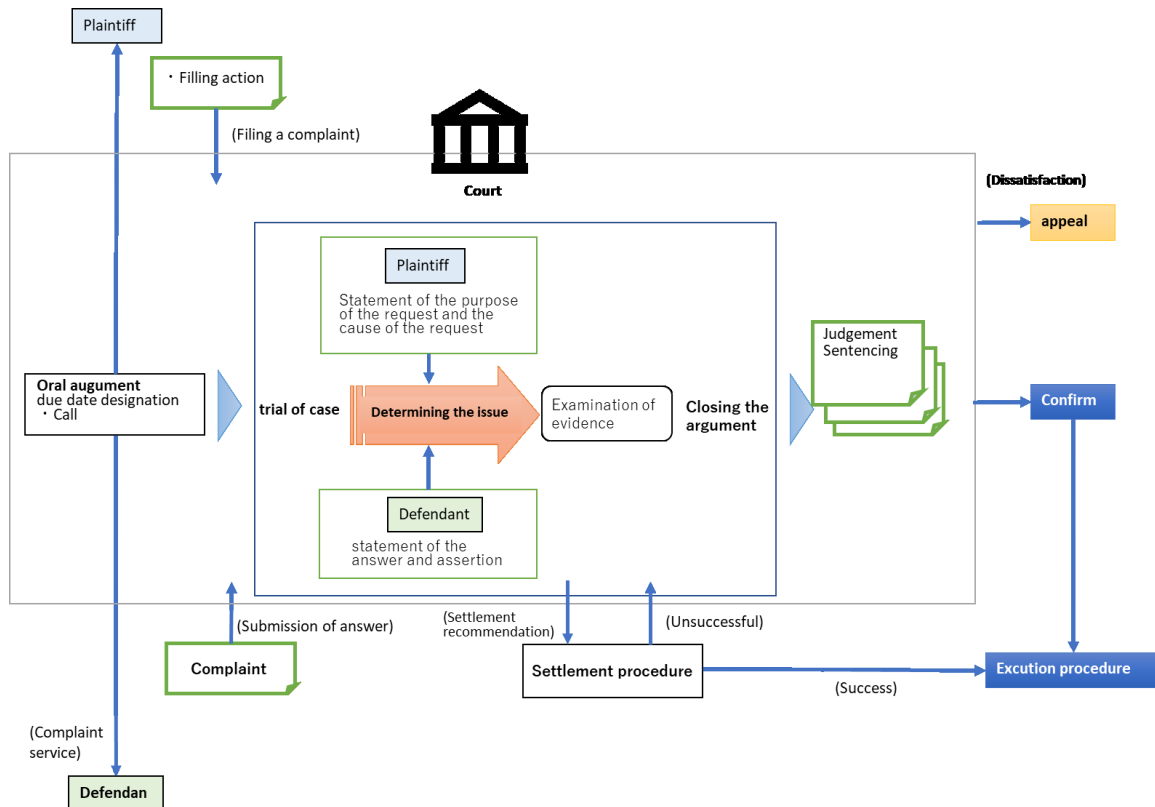 Plaintiff
・Filling action
(Filing a complaint)
Court
(Dissatisfaction)
appeal
Plaintiff
Statement of the purpose
of the request and the
cause of the request
Oral augument
due date designation
・Call
trial of case
Determining the issue
Examination of
evidence
Closing the
argument
Judgement
Sentencing
Confirm
Defendant
statement of the
answer and assertion
(Submission of answer)
Complaint
(Settlement
recommendation)
(Unsuccessful)
Settlement procedure
(Success)
Excution procedure
(Complaint
service)
Defendan